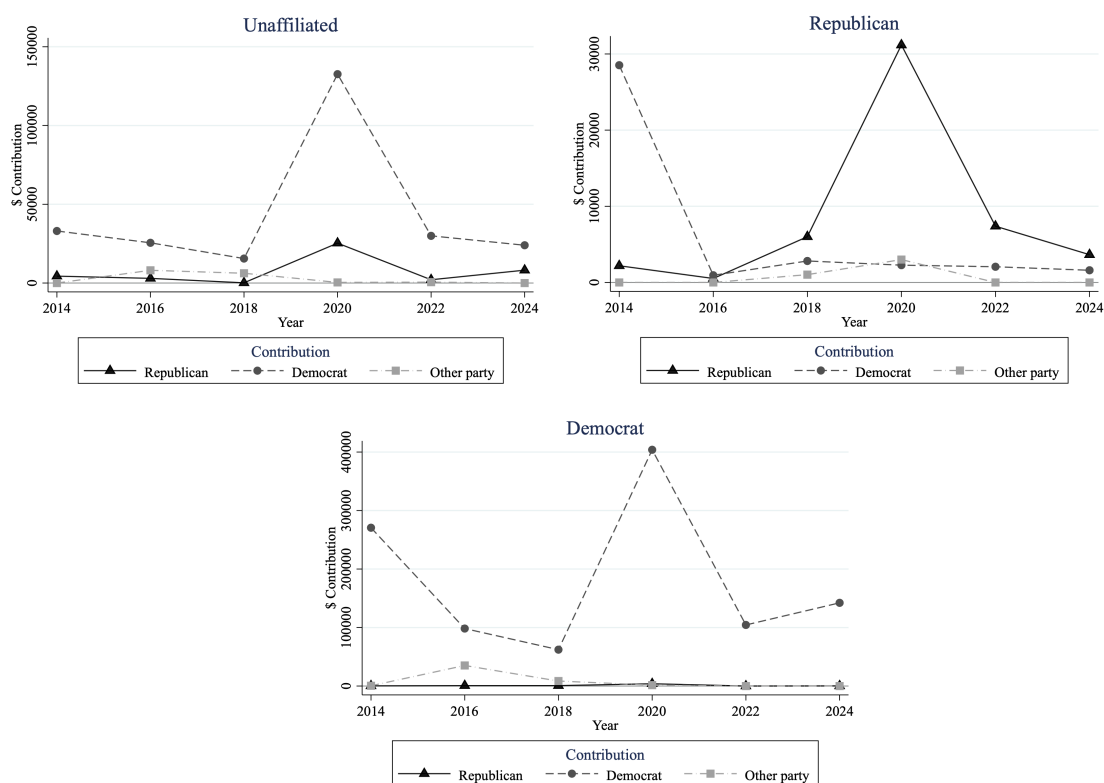 Unaffiliated
$ Contribution
150000
100000
50000
0
2014 2016 2018 2020 2022 2024
Year
Contribution
Republican Democrat Other party
Republican
$ Contribution
30000
20000
10000
0
2014 2016 2018 2020 2022 2024
Year
Contribution
Republican Democrat Other party
Democrat
$ Contribution
400000
300000
200000
100000
0
2014 2016 2018 2020 2022 2024
Year
Contribution
Republican Democrat Other party